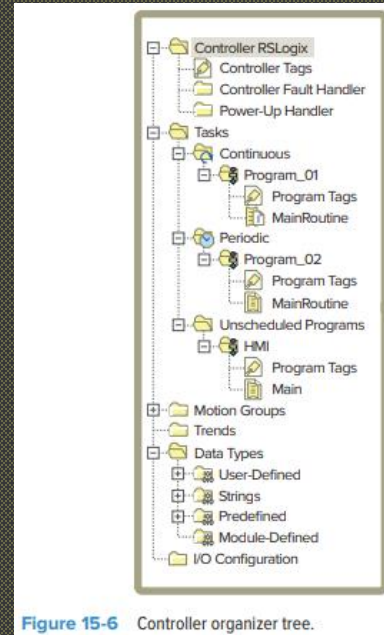 Controller RSLogix
Controller Tags
Controller Fault Handler
Power-Up Handler
Tasks
Continuous
Program_01
Program Tags
MainRoutine
Periodic
Program_02
Program Tags
MainRoutine
Unscheduled Programs
HMI
Program Tags
Main
Motion Groups
Trends
Data Types
User-Defined
Strings
Predefined
Module-Defined
I/O Configuration
Figure 15-6 Controller organizer tree.